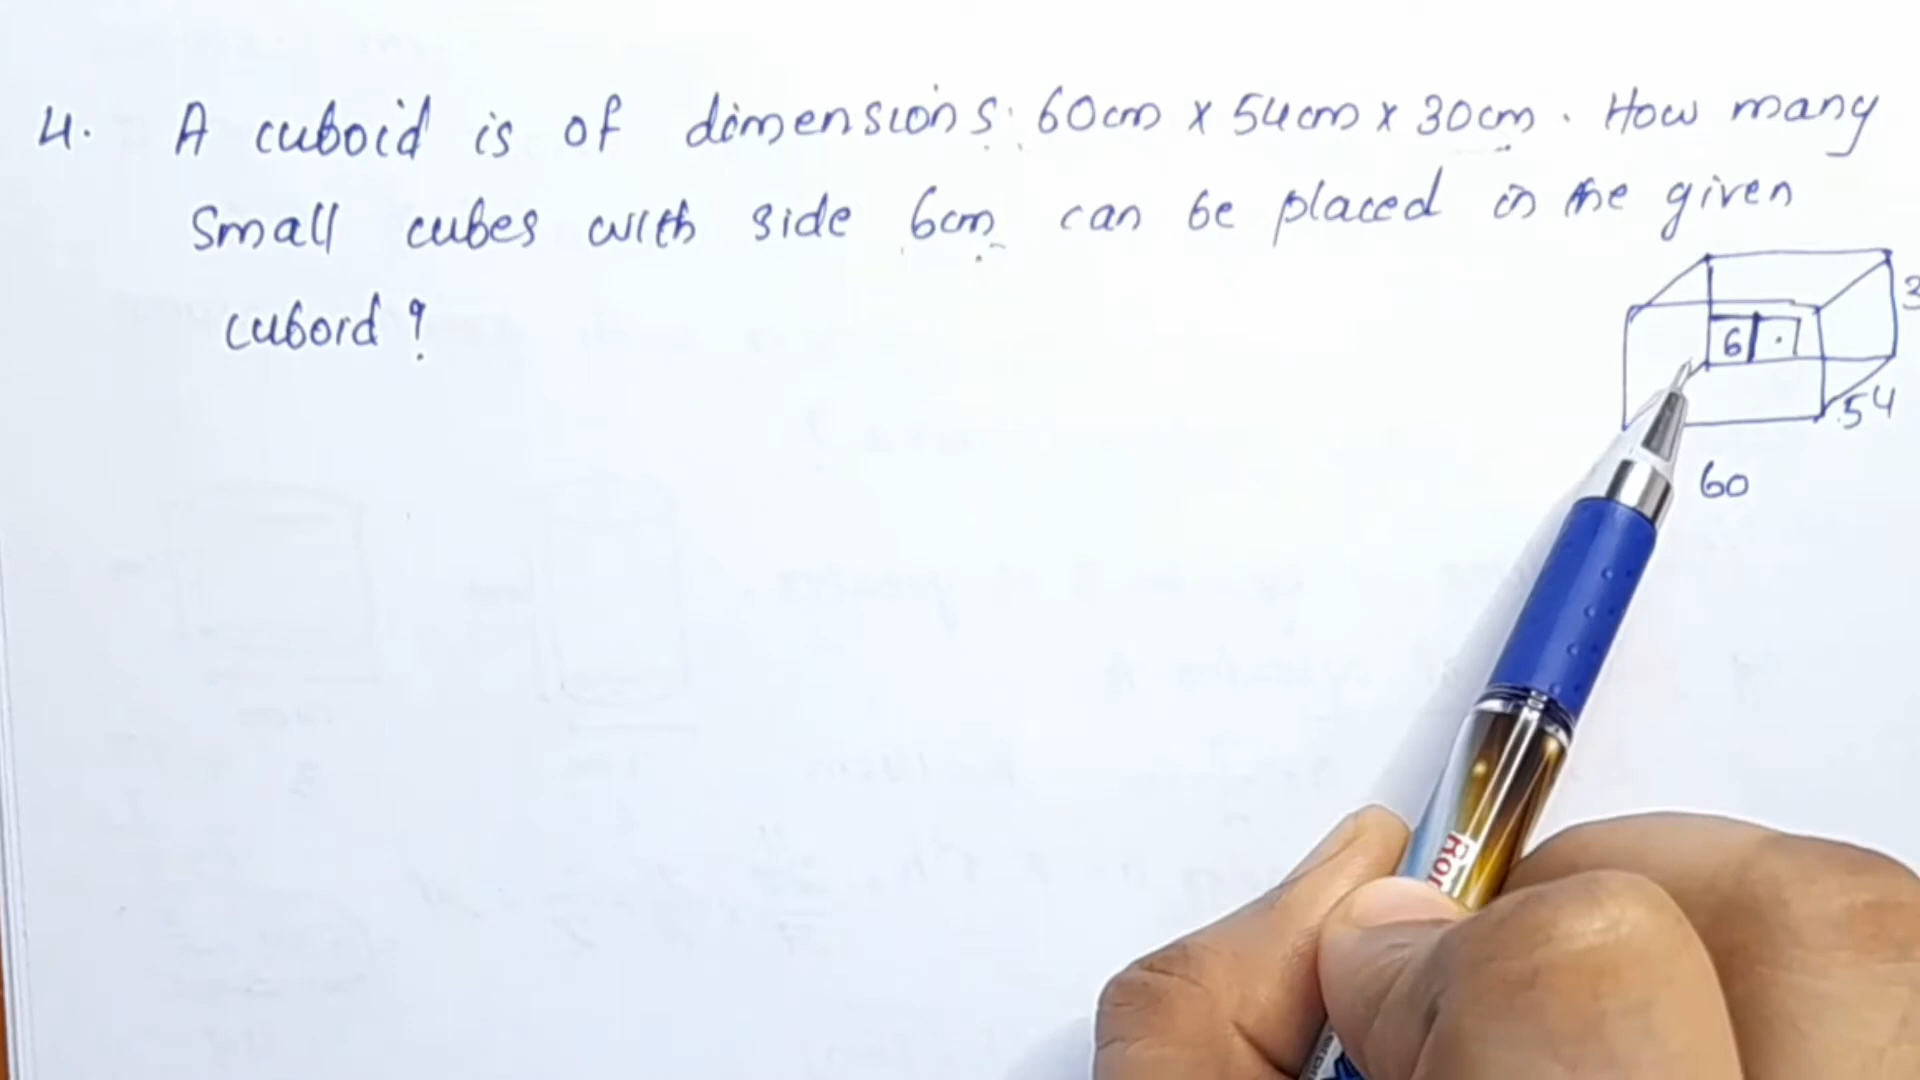 4. A cuboid is of dimensions 60cm x 54cm x 30cm. How many
small cubes with side 6cm can be placed in the given
cuboid?
3
6
54
60